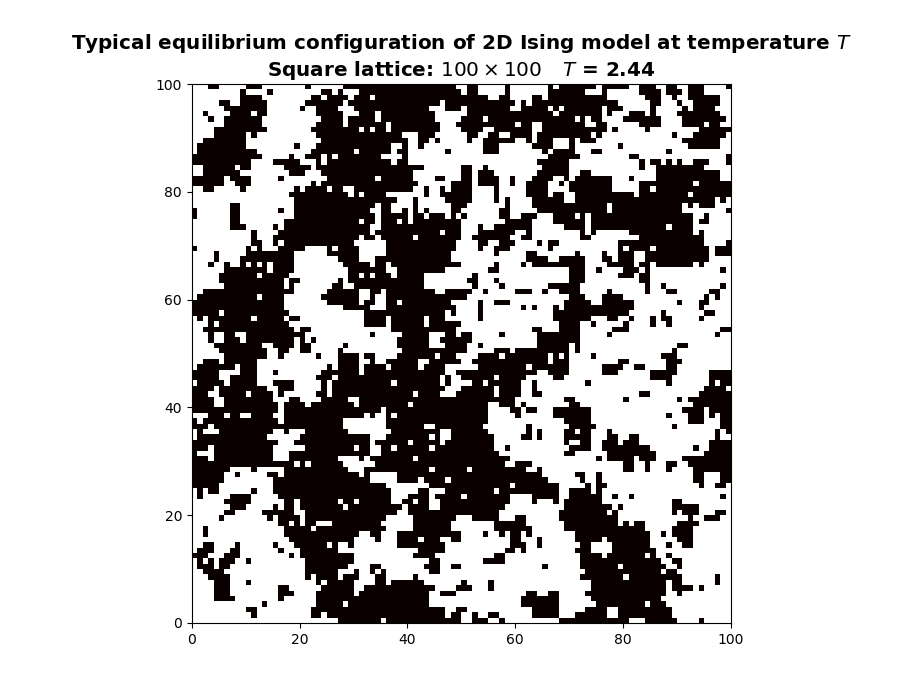 Typical equilibrium configuration of 2D Ising model at temperature T
Square lattice: 100 × 100 T = 2.44
100
80
60
40
20
0
0 20 40 60 80 100